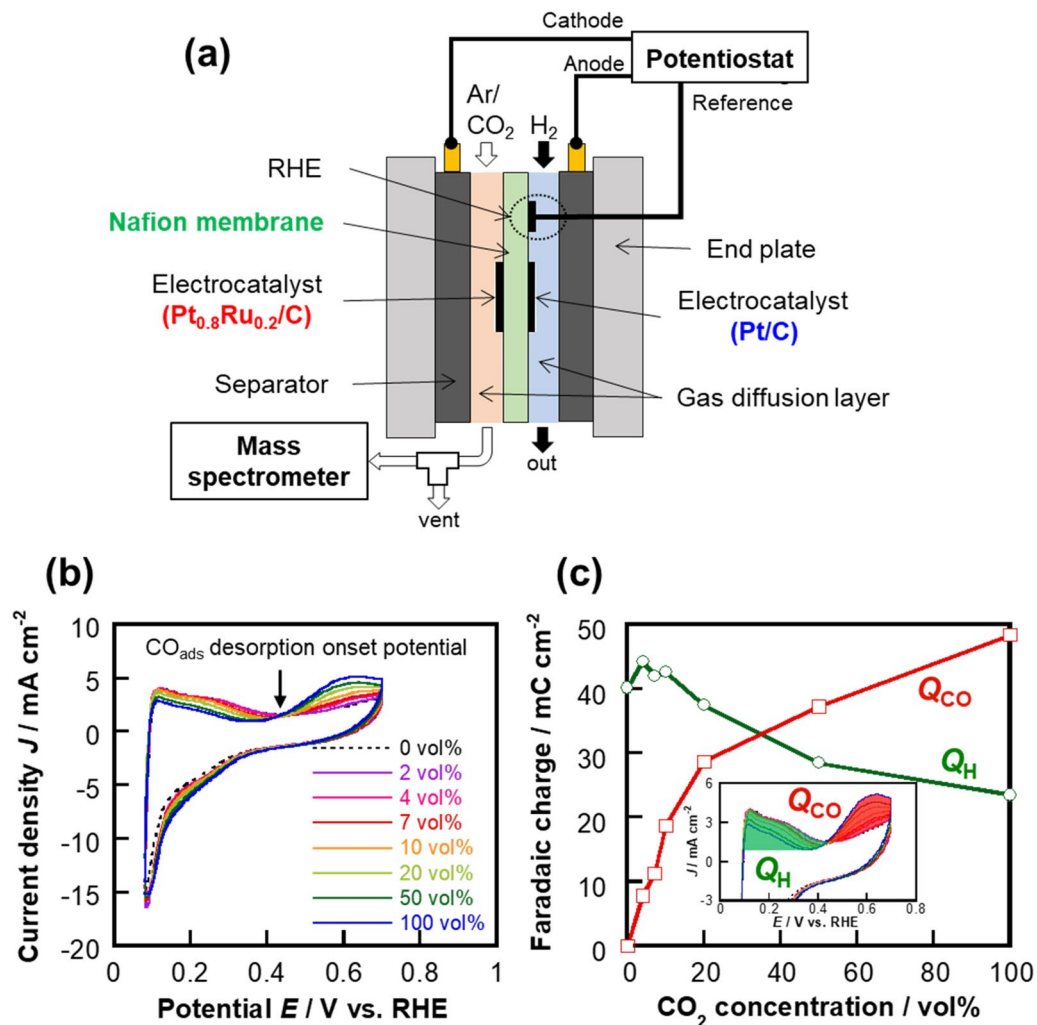 (a)
Cathode
Anode
Potentiostat
Reference
Ar/
CO2
H2
RHE
Nafion membrane
End plate
Electrocatalyst
(Pt0.8Ru0.2/C)
Electrocatalyst
(Pt/C)
Separator
Gas diffusion layer
Mass
spectrometer
out
vent
(b)
Current density J / mA cm-2
10
5
0
-5
-10
-15
-20
COads desorption onset potential
0 vol%
2 vol%
4 vol%
7 vol%
10 vol%
20 vol%
50 vol%
100 vol%
0
0.2
0.4
0.6
0.8
1
Potential E / V vs. RHE
(c)
Faradaic charge / mC cm-2
50
40
30
20
10
0
QCO
QH
J / mA cm-2
6
3
0
-3
QCO
QH
0
0.2
0.4
0.6
0.8
E / V vs. RHE
0
20
40
60
80
100
CO2 concentration / vol%